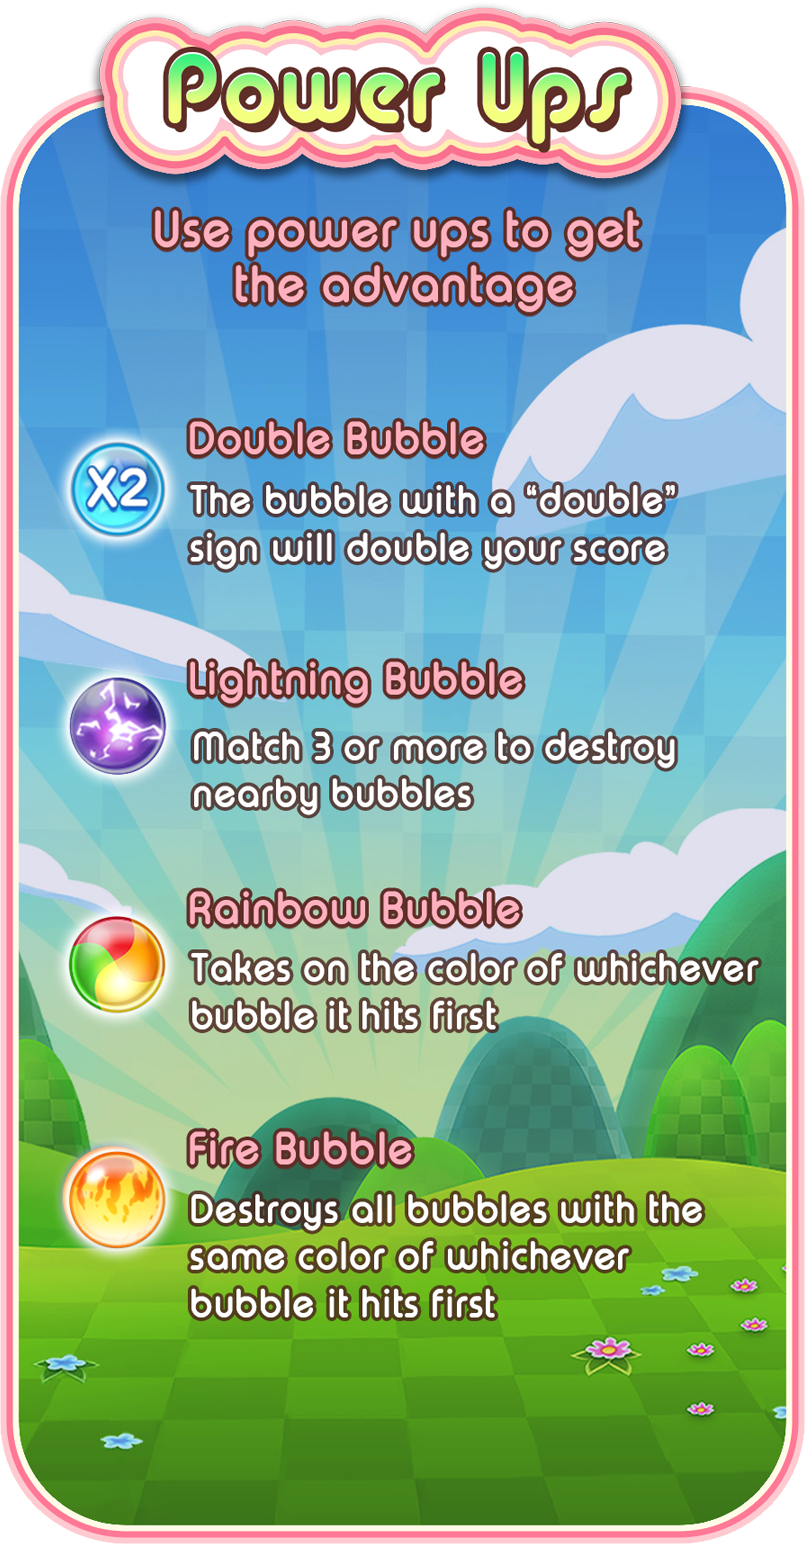 Power Ups
Use power ups to get
the advantage
Double Bubble
X2
The bubble with a “double”
sign will double your score
Lightning Bubble
Match 3 or more to destroy
nearby bubbles
Rainbow Bubble
Takes on the color of whichever
bubble it hits first
Fire Bubble
Destroys all bubbles with the
same color of whichever
bubble it hits first